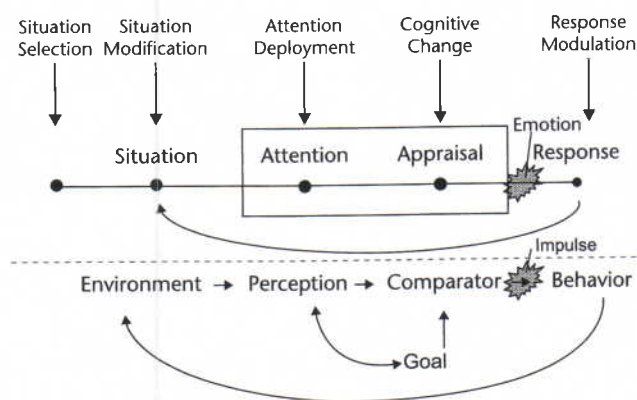 Situation Selection
Situation Modification
Attention Deployment
Cognitive Change
Response Modulation
Emotion
Situation
Attention
Appraisal
Response
Impulse
Environment
Perception
Comparator
Behavior
Goal